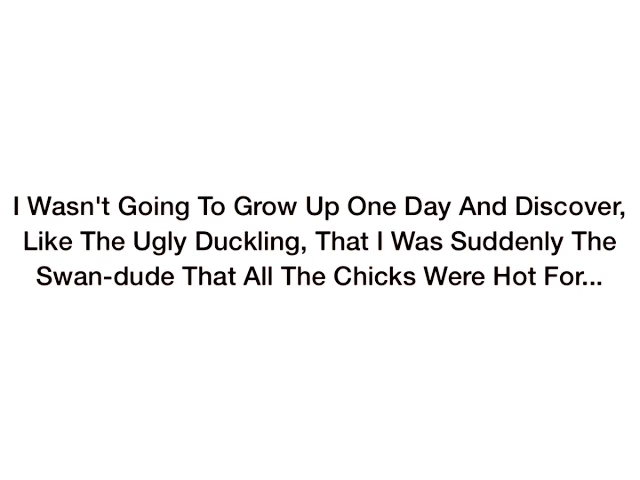 I Wasn't Going To Grow Up One Day And Discover,
Like The Ugly Duckling, That I Was Suddenly The
Swan-dude That All The Chicks Were Hot For...